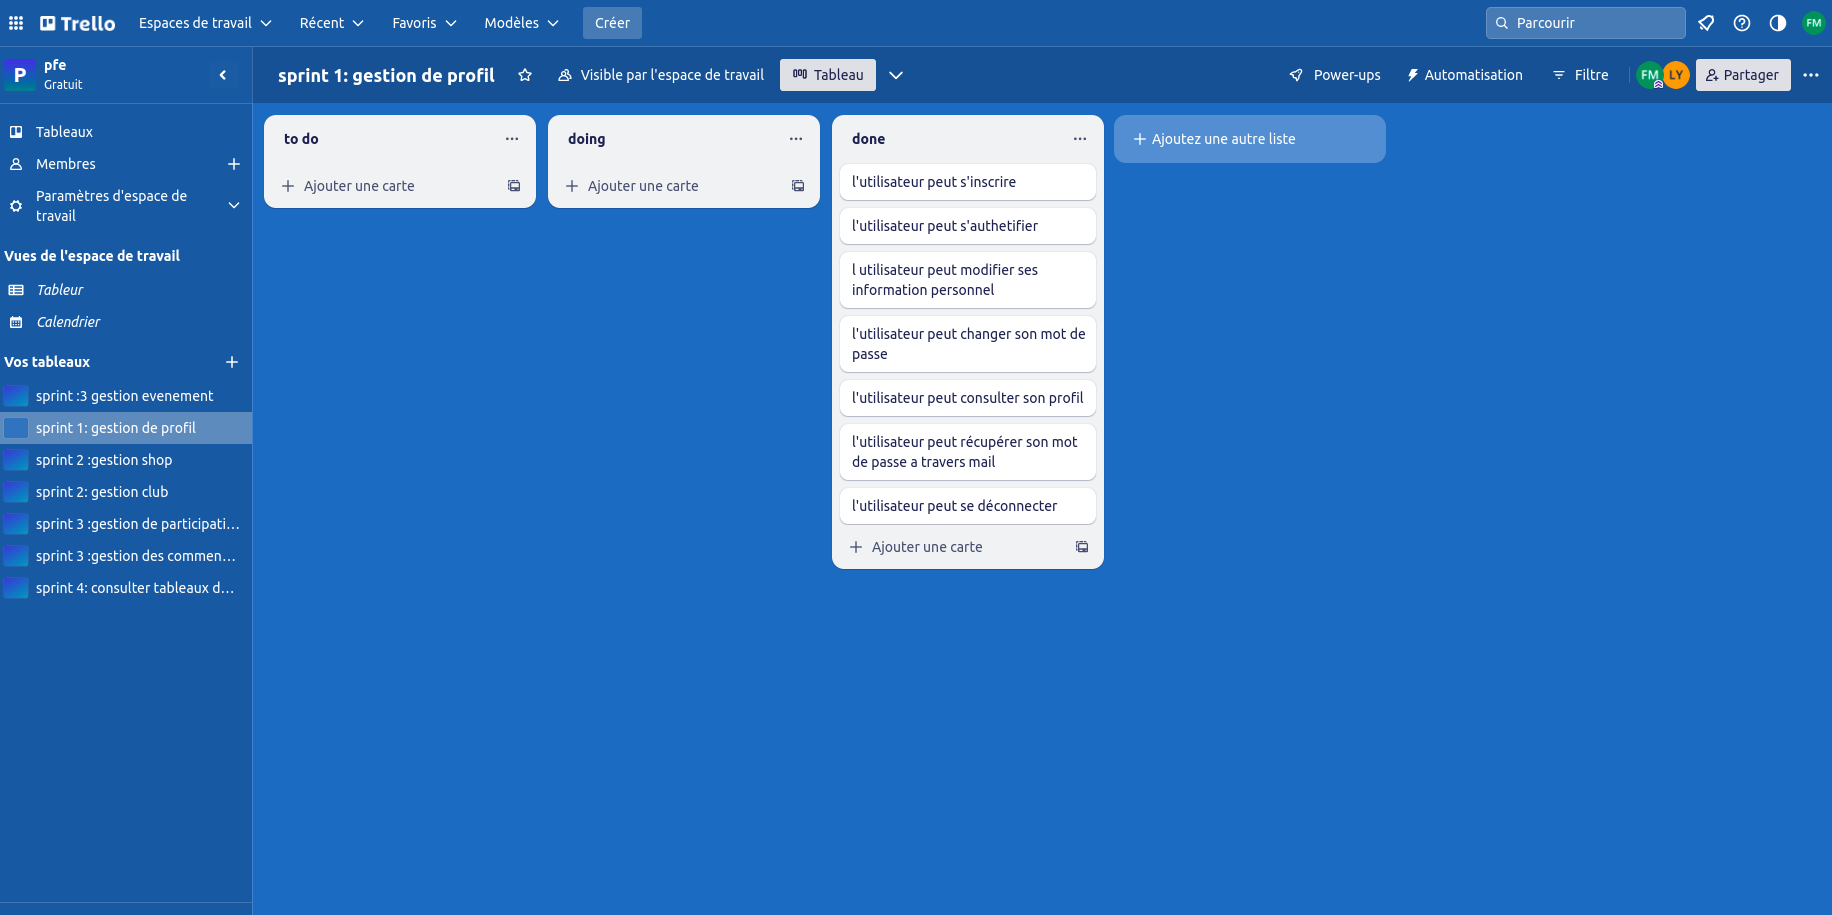 Trello
Espaces de travail
Récent
Favoris
Modèles
Créer
Parcourir
FM
P
pfe
Gratuit
sprint 1: gestion de profil
Visible par l'espace de travail
Tableau
Power-ups
Automatisation
Filtre
FM
LY
Partager
Tableaux
Membres
Paramètres d'espace de
travail
Vues de l'espace de travail
Tableur
Calendrier
Vos tableaux
sprint :3 gestion evenement
sprint 1: gestion de profil
sprint 2 :gestion shop
sprint 2: gestion club
sprint 3 :gestion de participati...
sprint 3 :gestion des commen...
sprint 4: consulter tableaux d...
to do
Ajouter une carte
doing
Ajouter une carte
done
l'utilisateur peut s'inscrire
l'utilisateur peut s'authetifier
l utilisateur peut modifier ses
information personnel
l'utilisateur peut changer son mot de
passe
l'utilisateur peut consulter son profil
l'utilisateur peut récupérer son mot
de passe a travers mail
l'utilisateur peut se déconnecter
Ajouter une carte
Ajoutez une autre liste